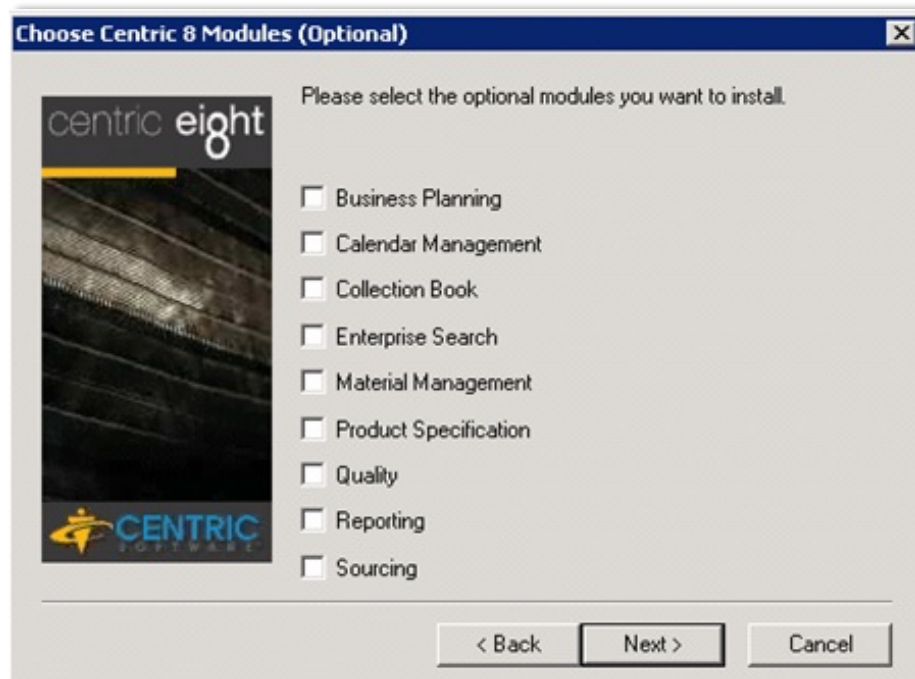 Choose Centric 8 Modules (Optional)
Please select the optional modules you want to install.
centric eight
Business Planning
Calendar Management
Collection Book
Enterprise Search
Material Management
Product Specification
Quality
Reporting
Sourcing
CENTRIC
SOFTWARE
< Back Next > Cancel